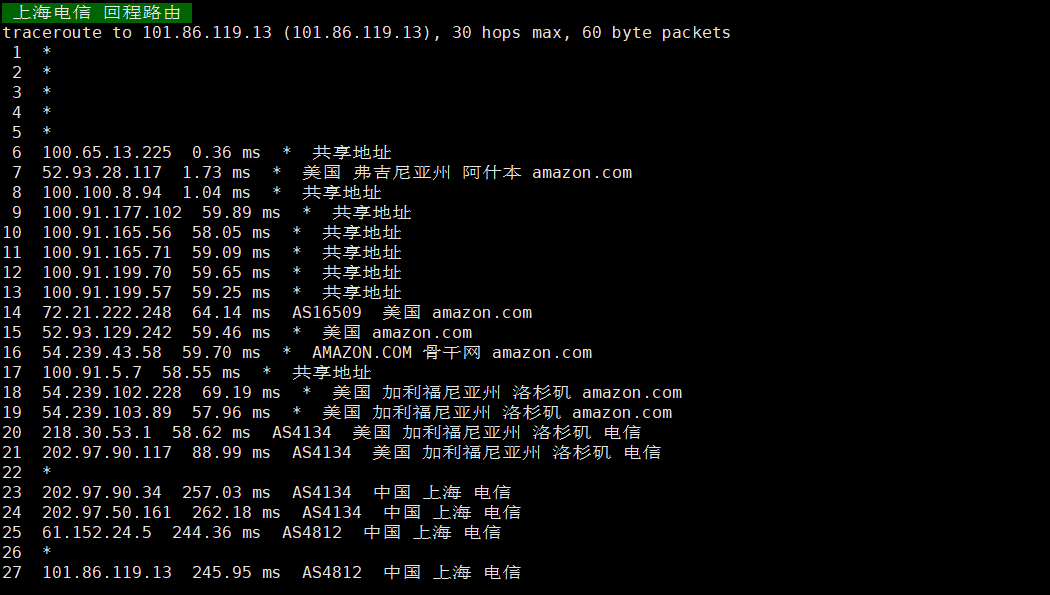 上海电信 回程路由
traceroute to 101.86.119.13 (101.86.119.13), 30 hops max, 60 byte packets
1 *
2 *
3 *
4 *
5 *
6 100.65.13.225 0.36 ms * 共享地址
7 52.93.28.117 1.73 ms * 美国 弗吉尼亚州 阿什本 amazon.com
8 100.100.8.94 1.04 ms * 共享地址
9 100.91.177.102 59.89 ms * 共享地址
10 100.91.165.56 58.05 ms * 共享地址
11 100.91.165.71 59.09 ms * 共享地址
12 100.91.199.70 59.65 ms * 共享地址
13 100.91.199.57 59.25 ms * 共享地址
14 72.21.222.248 64.14 ms AS16509 美国 amazon.com
15 52.93.129.242 59.46 ms * 美国 amazon.com
16 54.239.43.58 59.70 ms * AMAZON.COM 骨干网 amazon.com
17 100.91.5.7 58.55 ms * 共享地址
18 54.239.102.228 69.19 ms * 美国 加利福尼亚州 洛杉矶 amazon.com
19 54.239.103.89 57.96 ms * 美国 加利福尼亚州 洛杉矶 amazon.com
20 218.30.53.1 58.62 ms AS4134 美国 加利福尼亚州 洛杉矶 电信
21 202.97.90.117 88.99 ms AS4134 美国 加利福尼亚州 洛杉矶 电信
22 *
23 202.97.90.34 257.03 ms AS4134 中国 上海 电信
24 202.97.50.161 262.18 ms AS4134 中国 上海 电信
25 61.152.24.5 244.36 ms AS4812 中国 上海 电信
26 *
27 101.86.119.13 245.95 ms AS4812 中国 上海 电信